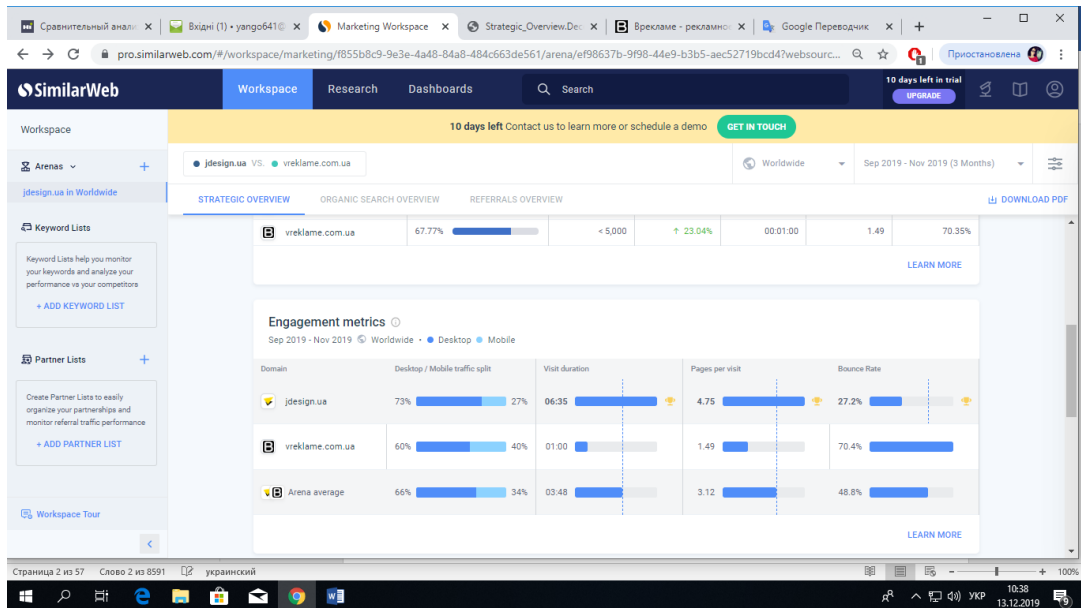 Сравнительный анали
Вхідні (1) • yango641@
Marketing Workspace
Strategic_Overview.Dec
Врекламе - рекламно
Google Переводчик
pro.similarweb.com/#/workspace/marketing/f855b8c9-9e3e-4a48-84a8-484c663de561/arena/ef98637b-9f98-44e9-b3b5-aec52719bcd4?websourc...
Приостановлена
SimilarWeb
Workspace
Research
Dashboards
Search
10 days left in trial
UPGRADE
Workspace
10 days left Contact us to learn more or schedule a demo
GET IN TOUCH
Arenas
jdesign.ua VS. vreklame.com.ua
Worldwide
Sep 2019 - Nov 2019 (3 Months)
jdesign.ua in Worldwide
STRATEGIC OVERVIEW
ORGANIC SEARCH OVERVIEW
REFERRALS OVERVIEW
DOWNLOAD PDF
Keyword Lists
Keyword Lists help you monitor
your keywords and analyze your
performance vs your competitors
+ ADD KEYWORD LIST
vreklame.com.ua 67.77% < 5,000 ↑ 23.04% 00:01:00 1.49 70.35%
LEARN MORE
Engagement metrics
Sep 2019 - Nov 2019 Worldwide • Desktop Mobile
Partner Lists
Create Partner Lists to easily
organize your partnerships and
monitor referral traffic performance
+ ADD PARTNER LIST
Domain Desktop / Mobile traffic split Visit duration Pages per visit Bounce Rate
jdesign.ua 73% 27% 06:35 4.75 27.2%
vreklame.com.ua 60% 40% 01:00 1.49 70.4%
Arena average 66% 34% 03:48 3.12 48.8%
LEARN MORE
Workspace Tour
Страница 2 из 57 Слово 2 из 8591 украинский 100%
УКР
10:38
13.12.2019
9